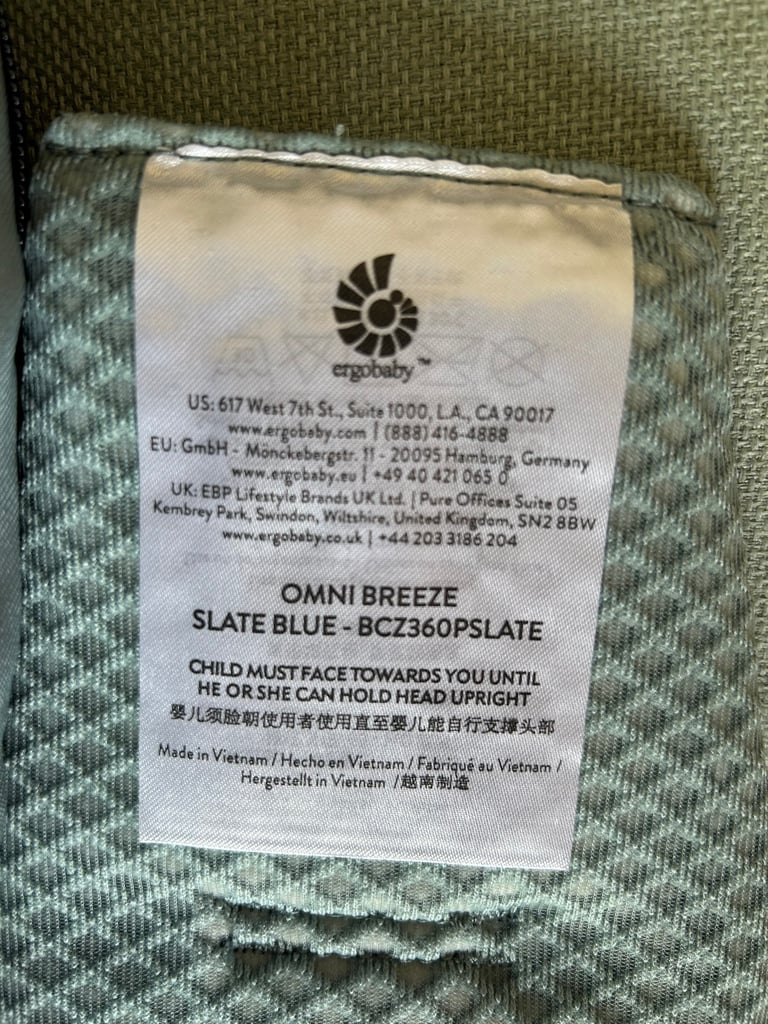 ergobaby™
US: 617 West 7th St., Suite 1000, L.A., CA 90017
www.ergobaby.com | (888) 416-4888
EU: GmbH - Mönckebergstr. 11 - 20095 Hamburg, Germany
www.ergobaby.eu | +49 40 421 065 0
UK: EBP Lifestyle Brands UK Ltd. | Pure Offices Suite 05
Kembrey Park, Swindon, Wiltshire, United Kingdom, SN2 8BW
www.ergobaby.co.uk | +44 203 3186 204
OMNI BREEZE
SLATE BLUE - BCZ360PSLATE
CHILD MUST FACE TOWARDS YOU UNTIL
HE OR SHE CAN HOLD HEAD UPRIGHT
婴儿须脸朝使用者使用直至婴儿能自行支撑头部
Made in Vietnam / Hecho en Vietnam / Fabriqué au Vietnam /
Hergestellt in Vietnam /越南制造